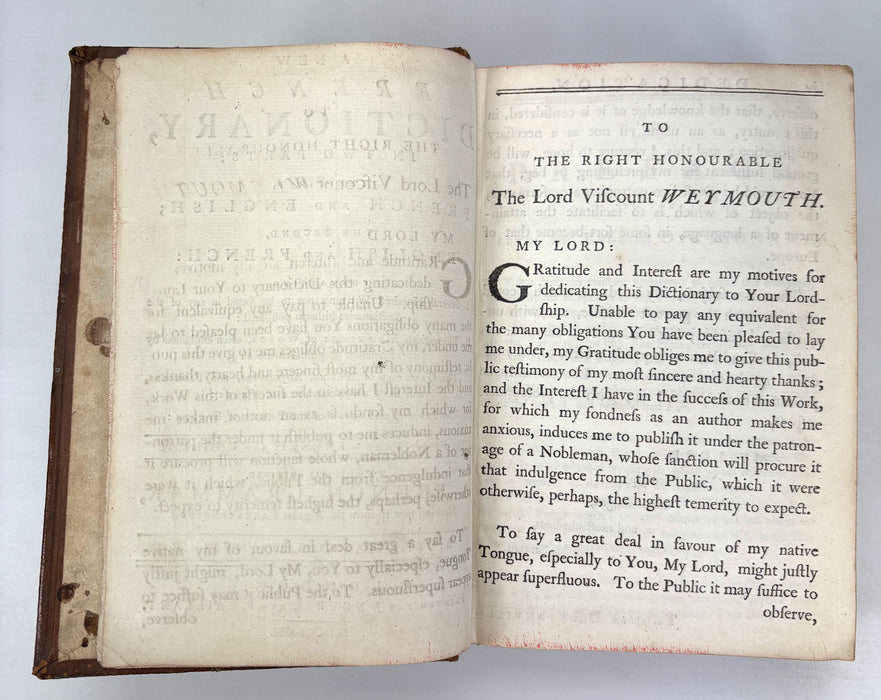 TO
THE RIGHT HONOURABLE
The Lord Viſcount WEYMOUTH.
MY LORD:
GRatitude and Intereſt are my motives for
dedicating this Dictionary to Your Lord-
ſhip. Unable to pay any equivalent for
the many obligations You have been pleaſed to lay
me under, my Gratitude obliges me to give this pub-
lic teſtimony of my moſt ſincere and hearty thanks;
and the Intereſt I have in the ſucceſs of this Work,
for which my fondneſs as an author makes me
anxious, induces me to publiſh it under the patron-
age of a Nobleman, whoſe ſanction will procure it
that indulgence from the Public, which it were
otherwiſe, perhaps, the higheſt temerity to expect.
To ſay a great deal in favour of my native
Tongue, eſpecially to You, My Lord, might juſtly
appear ſuperfluous. To the Public it may ſuffice to
obſerve,